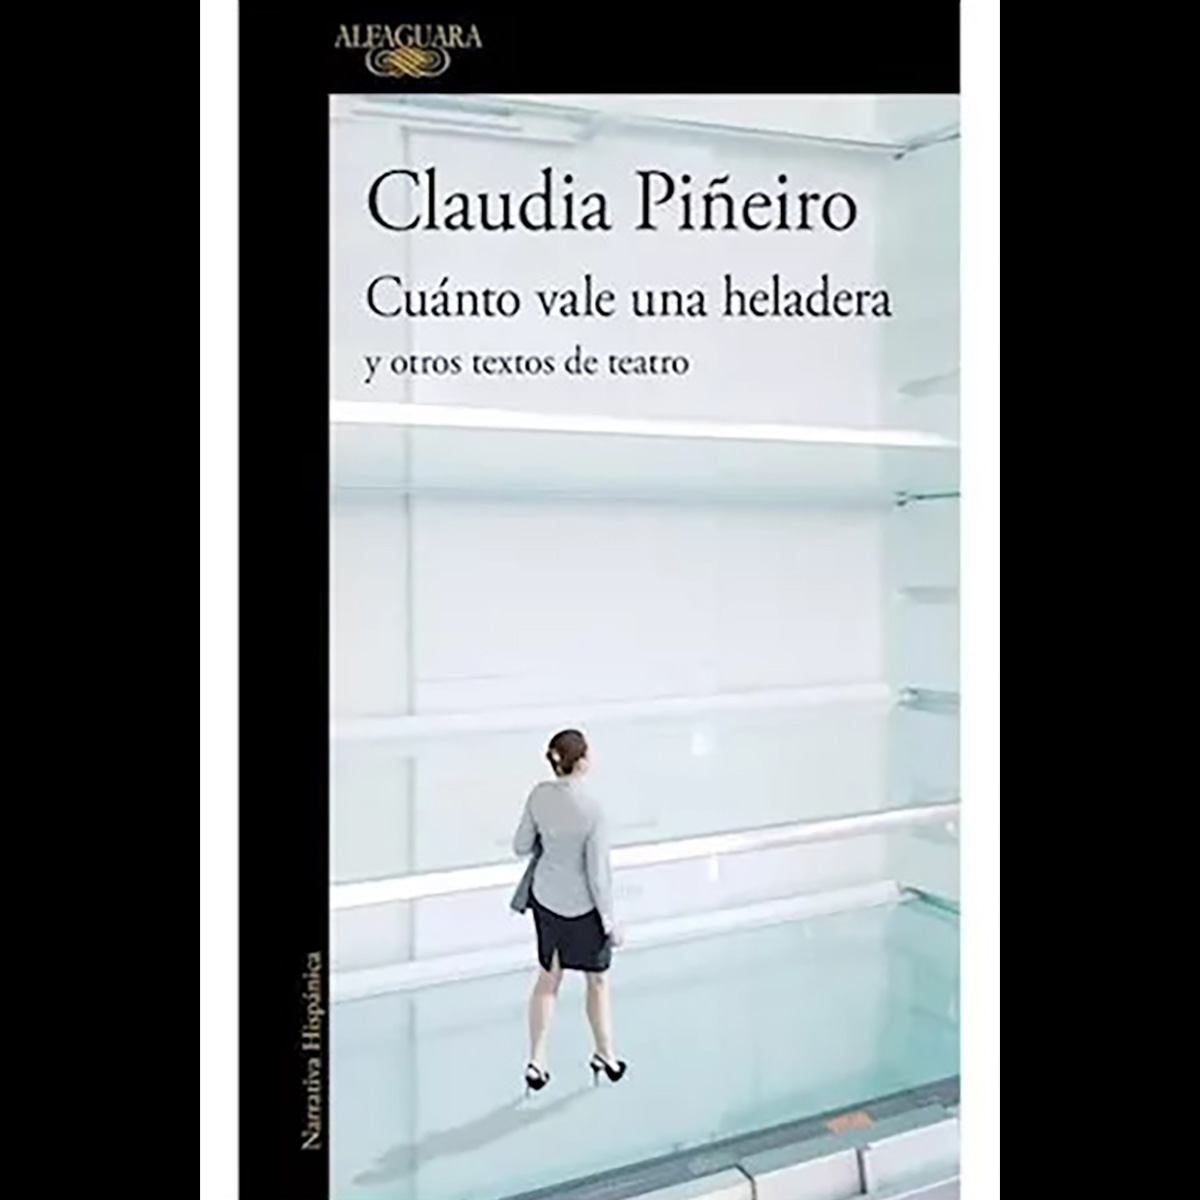 ALFAGUARA
Claudia Piñeiro
Cuánto vale una heladera
y otros textos de teatro
Narrativa Hispánica